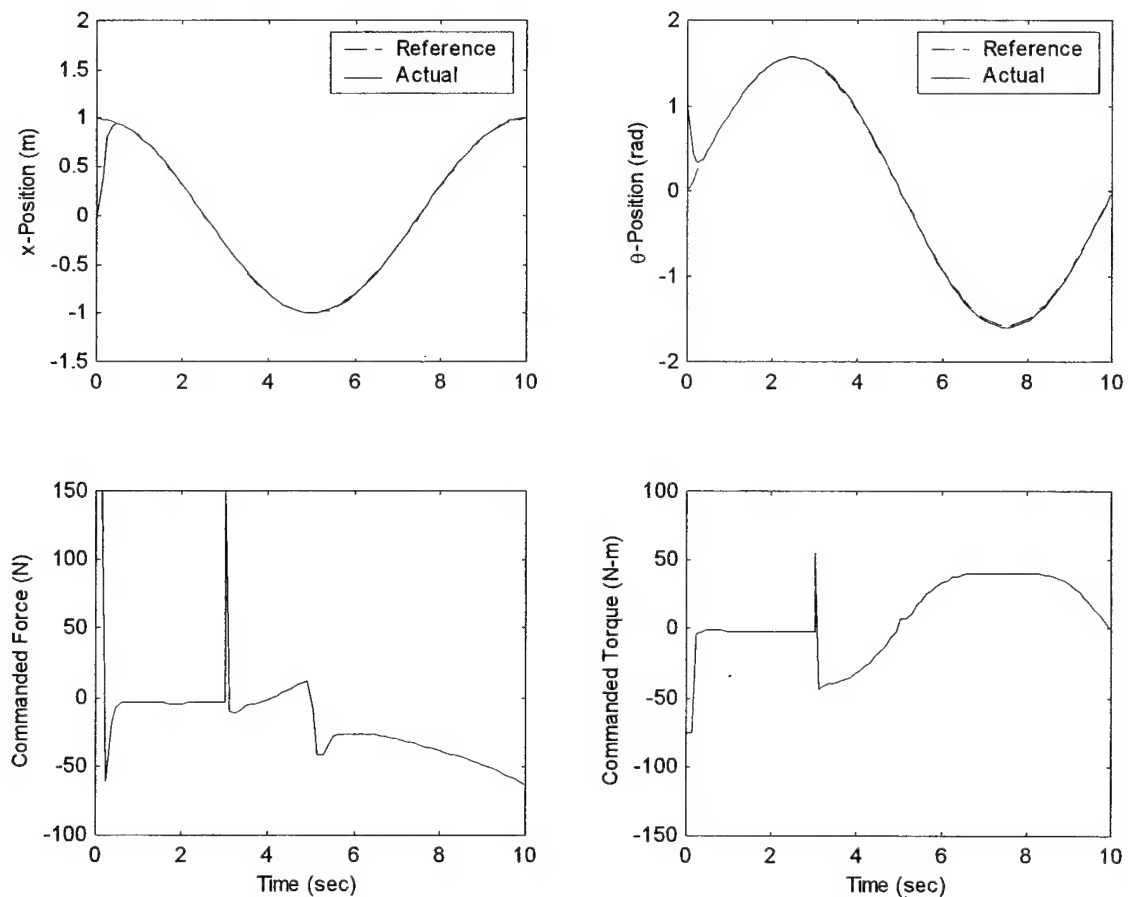 2
1.5
1
0.5
0
-0.5
-1
-1.5
x-Position (m)
Reference
Actual
0 2 4 6 8 10
2
1
0
-1
-2
θ-Position (rad)
Reference
Actual
0 2 4 6 8 10
150
100
50
0
-50
-100
Commanded Force (N)
0 2 4 6 8 10
Time (sec)
100
50
0
-50
-100
-150
Commanded Torque (N-m)
0 2 4 6 8 10
Time (sec)